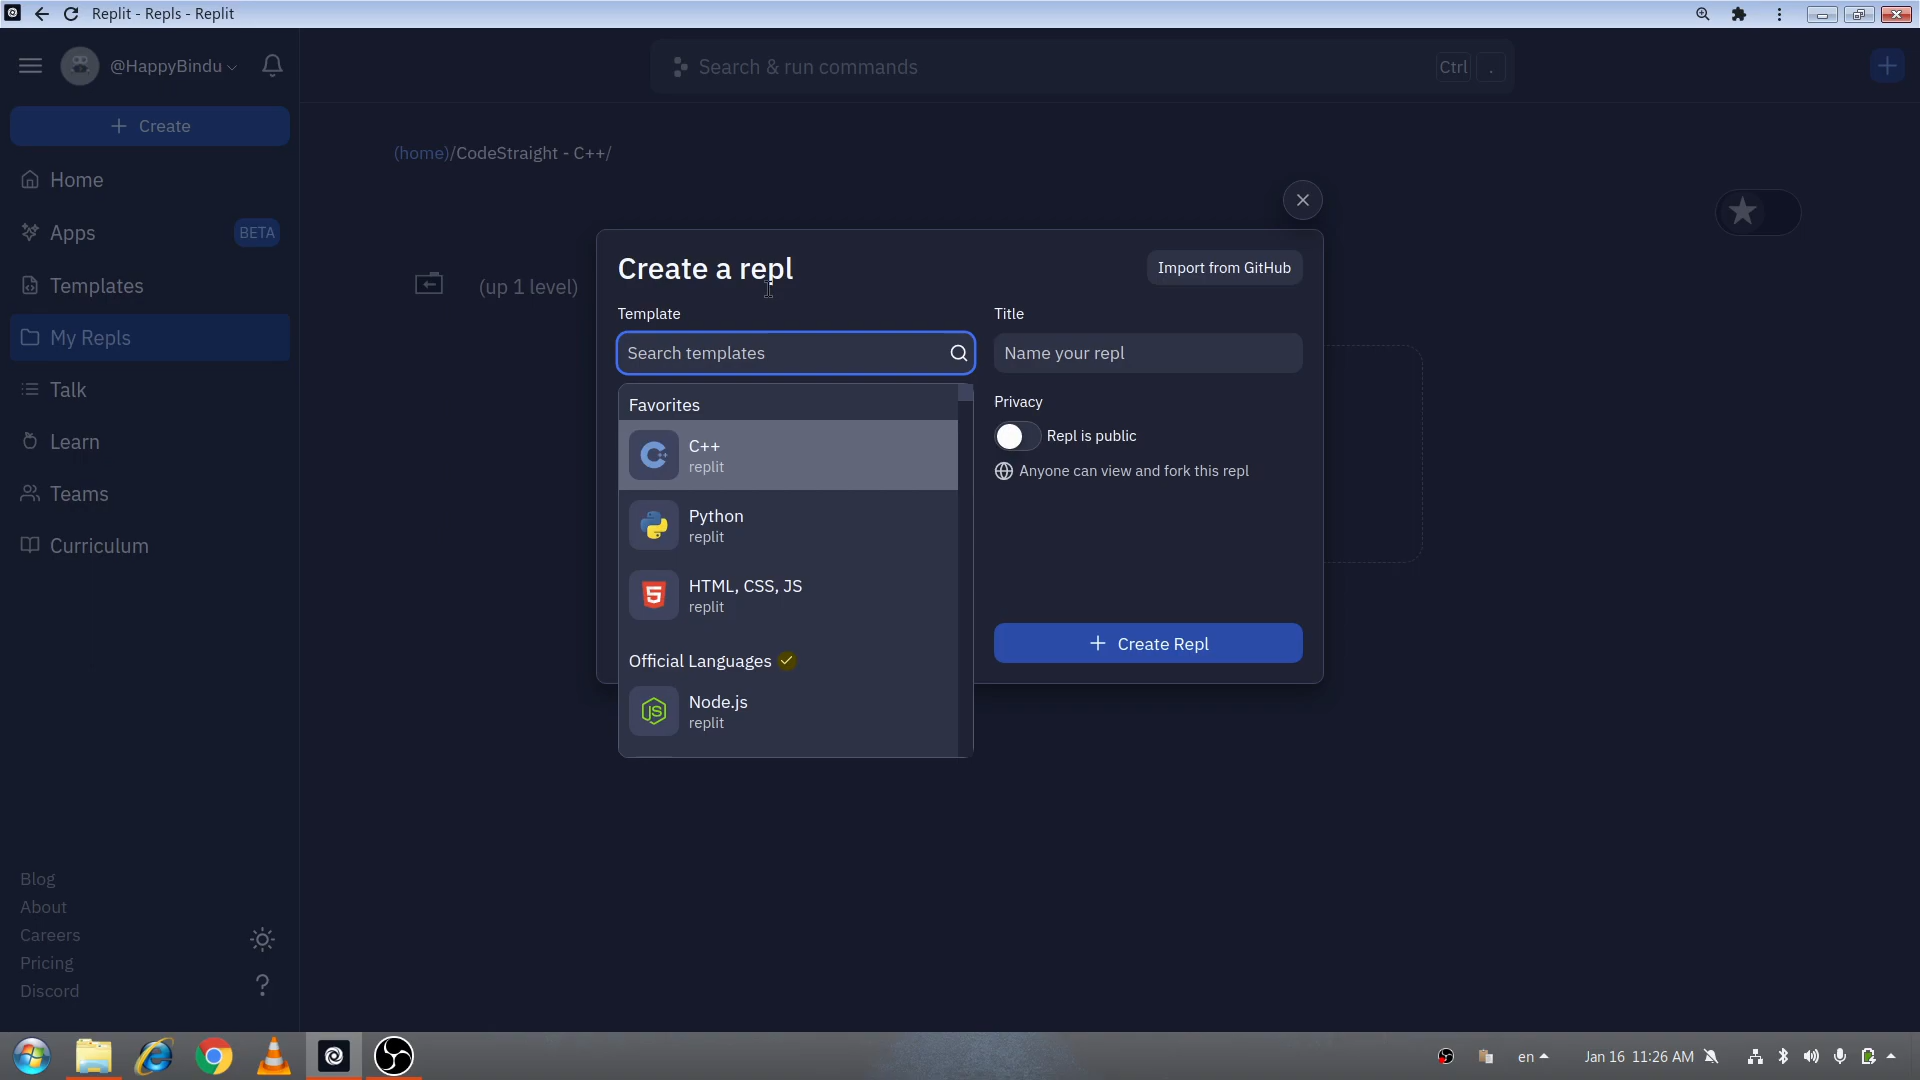 Replit - Repls - Replit
@HappyBindu
Search & run commands
Ctrl .
+ Create
Home
Apps BETA
Templates
My Repls
Talk
Learn
Teams
Curriculum
Blog
About
Careers
Pricing
Discord
?
(home)/CodeStraight - C++/
(up 1 level)
Create a repl
Import from GitHub
Template
Search templates
Favorites
C++
replit
Python
replit
HTML, CSS, JS
replit
Official Languages
Node.js
replit
Title
Name your repl
Privacy
Repl is public
Anyone can view and fork this repl
+ Create Repl
en
Jan 16 11:26 AM